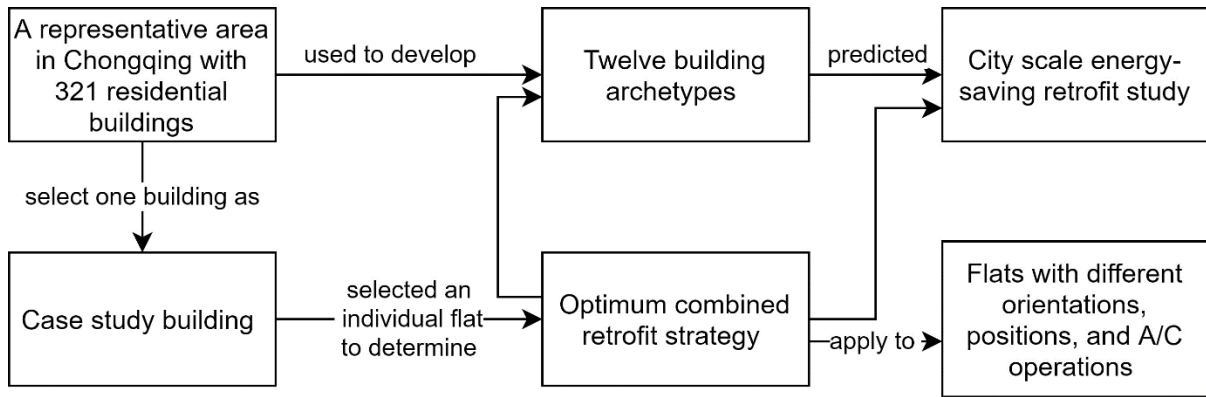 A representative area
in Chongqing with
321 residential
buildings
used to develop
Twelve building
archetypes
predicted
City scale energy-
saving retrofit study
select one building as
Case study building
selected an
individual flat
to determine
Optimum combined
retrofit strategy
apply to
Flats with different
orientations,
positions, and A/C
operations